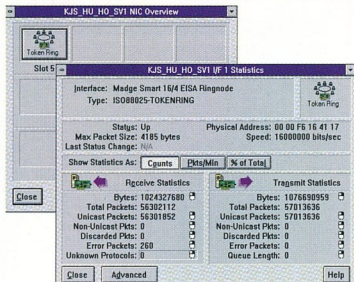 KJS_HU_HO_SV1 NIC Overview
Token Ring
Slot 5
Close
KJS_HU_HO_SV1 I/F 1 Statistics
Interface: Madge Smart 16/4 EISA Ringnode
Type: ISO88025-TOKENRING
Token Ring
Status: Up
Physical Address: 00 00 F6 16 41 17
Max Packet Size: 4185 bytes
Speed: 16000000 bits/sec
Last Status Change: N/A
Show Statistics As: Counts Pkts/Min % of Total
Receive Statistics
Bytes: 1024327680
Total Packets: 56302112
Unicast Packets: 56301852
Non-Unicast Pkts: 0
Discarded Pkts: 0
Error Packets: 260
Unknown Protocols: 0
Transmit Statistics
Bytes: 1076690959
Total Packets: 57013636
Unicast Packets: 57013636
Non-Unicast Pkts: 0
Discarded Pkts: 0
Error Packets: 0
Queue Length: 0
Close Advanced Help